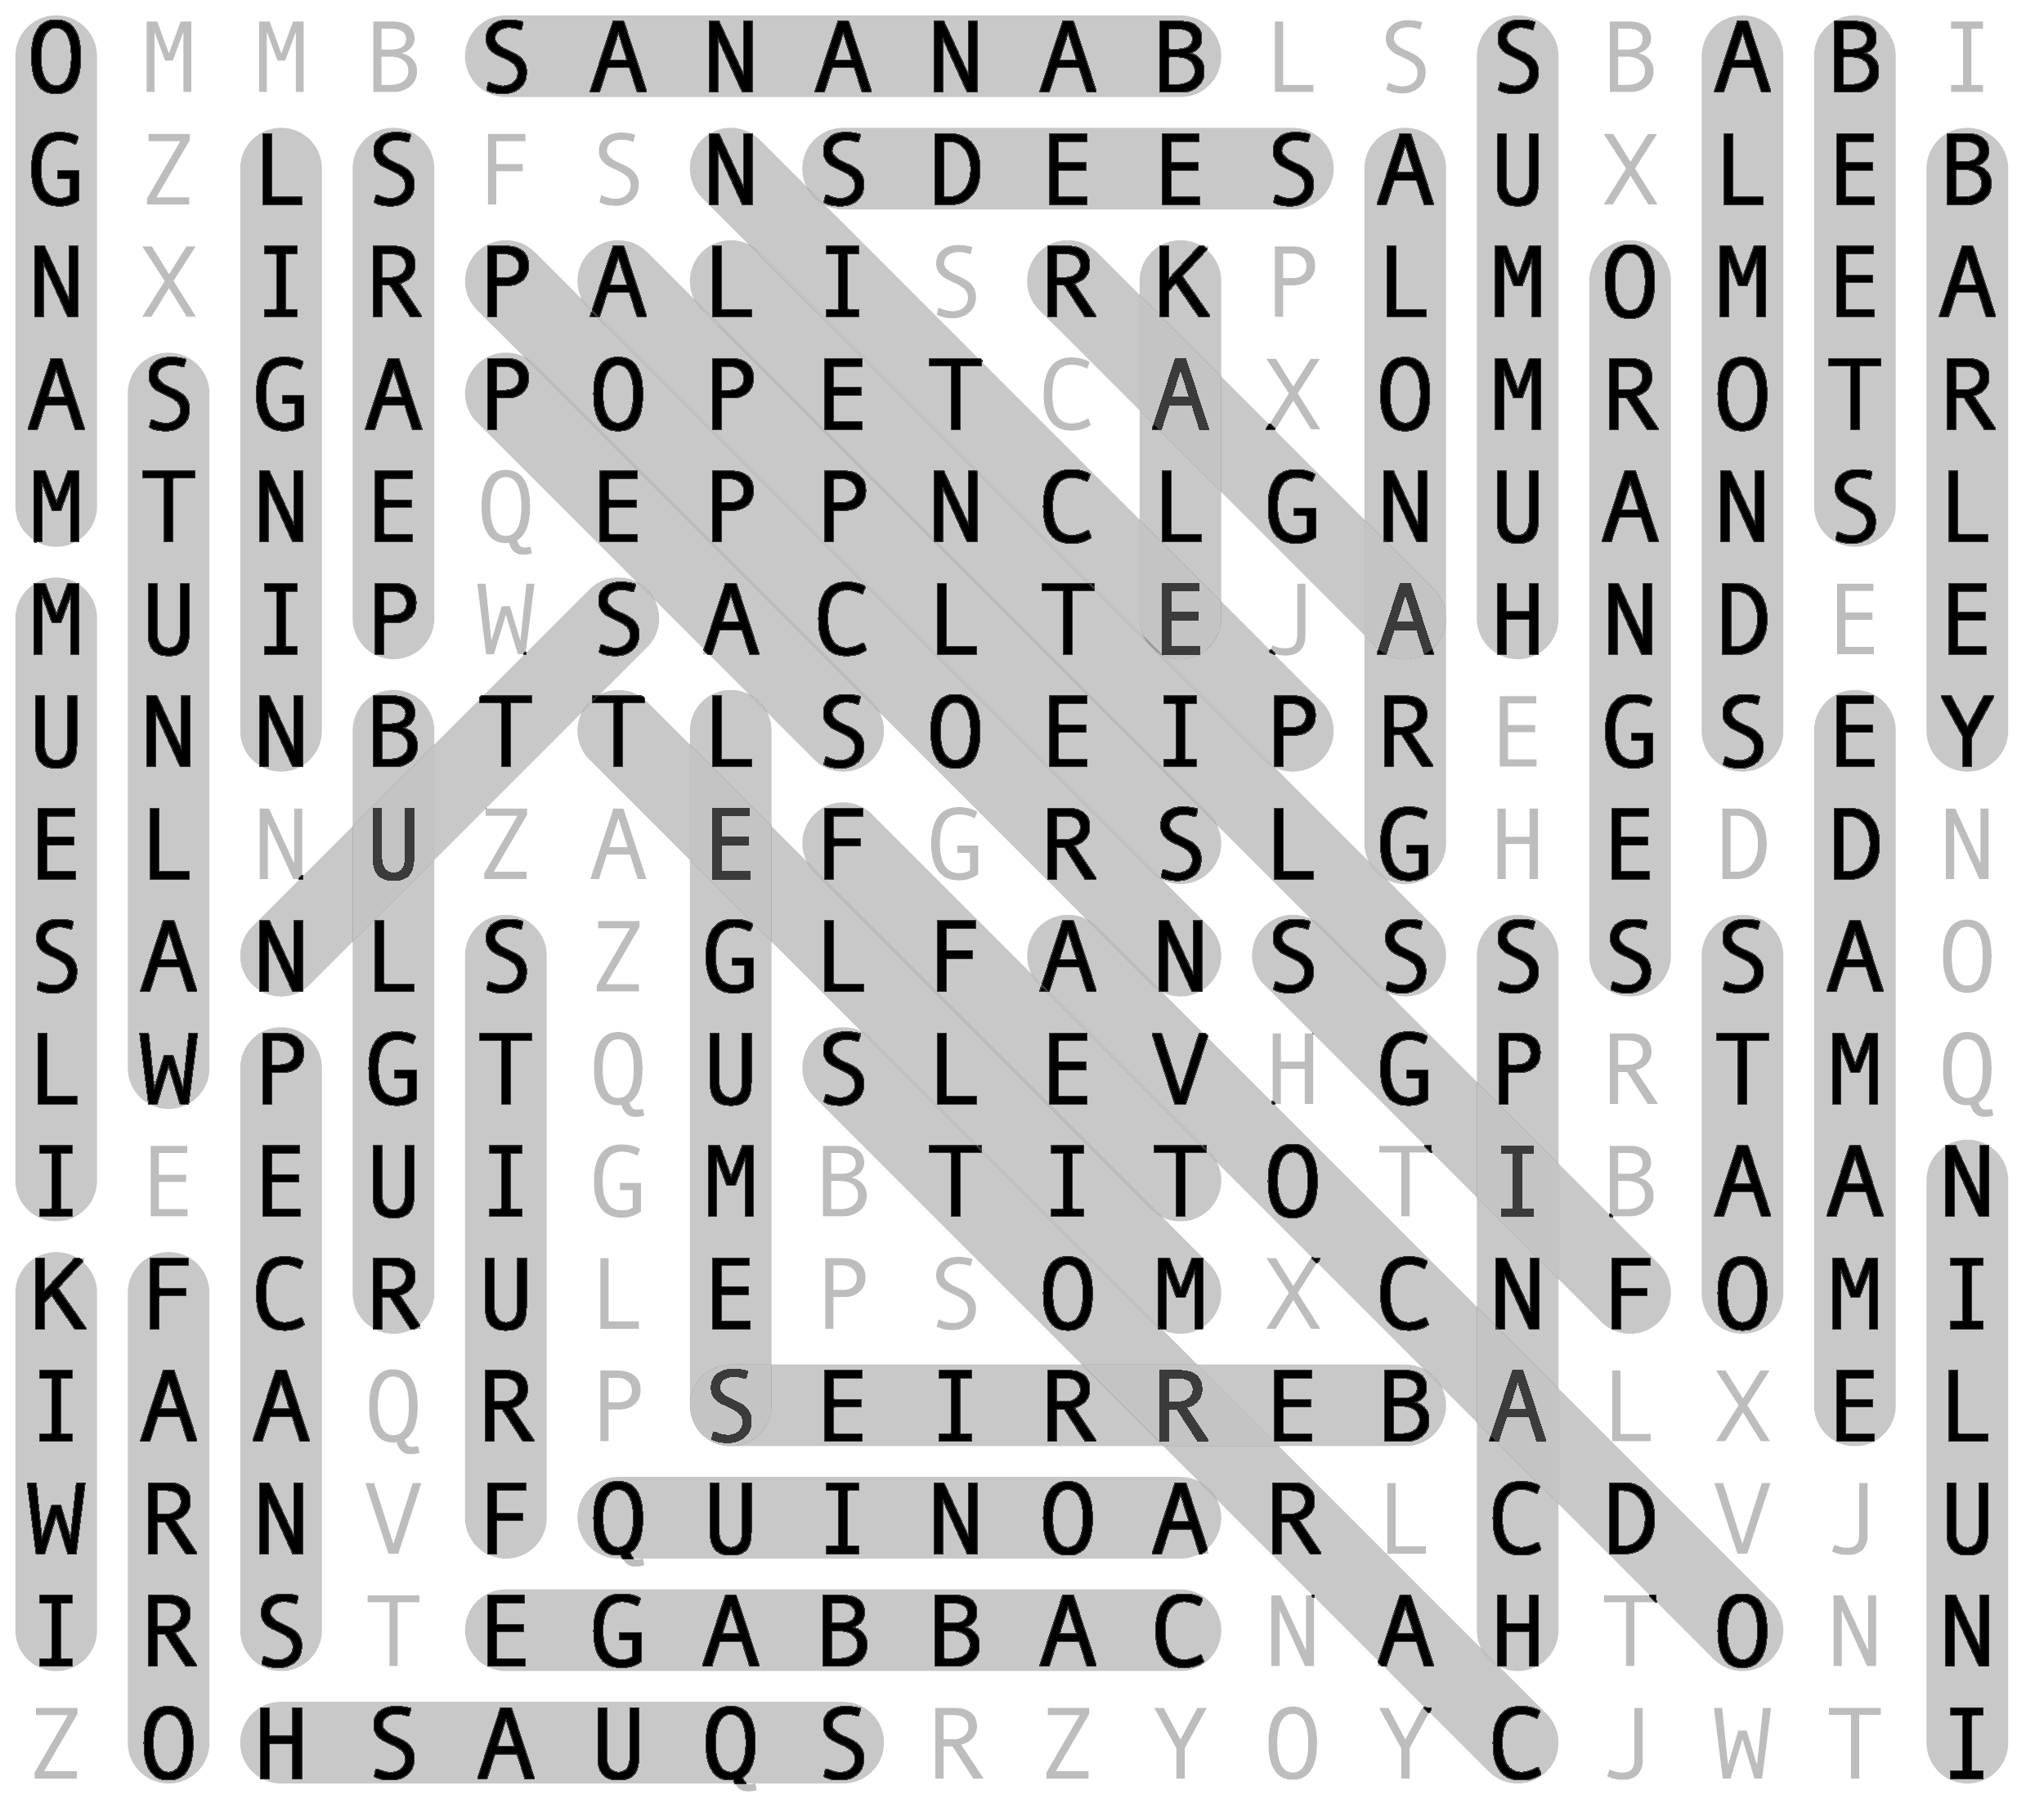 O M M B S A N A N A B L S S B A B I
G Z L S F S N S D E E S A U X L E B
N X I R P A L I S R K P L M O M E A
A S G A P O P E T C A X O M R O T R
M T N E Q E P P N C L G N U A N S L
M U I P W S A C L T E J A H N D E E
U N N B T T L S O E I P R E G S E Y
E L N U Z A E F G R S L G H E D D N
S A N L S Z G L F A N S S S S S A O
L W P G T Q U S L E V H G P R T M Q
I E E U I G M B T I T O T I B A A N
K F C R U L E P S O M X C N F O M I
I A A Q R P S E I R R E B A L X E L
W R N V F Q U I N O A R L C D V J U
I R S T E G A B B A C N A H T O N N
Z O H S A U Q S R Z Y O Y C J W T I